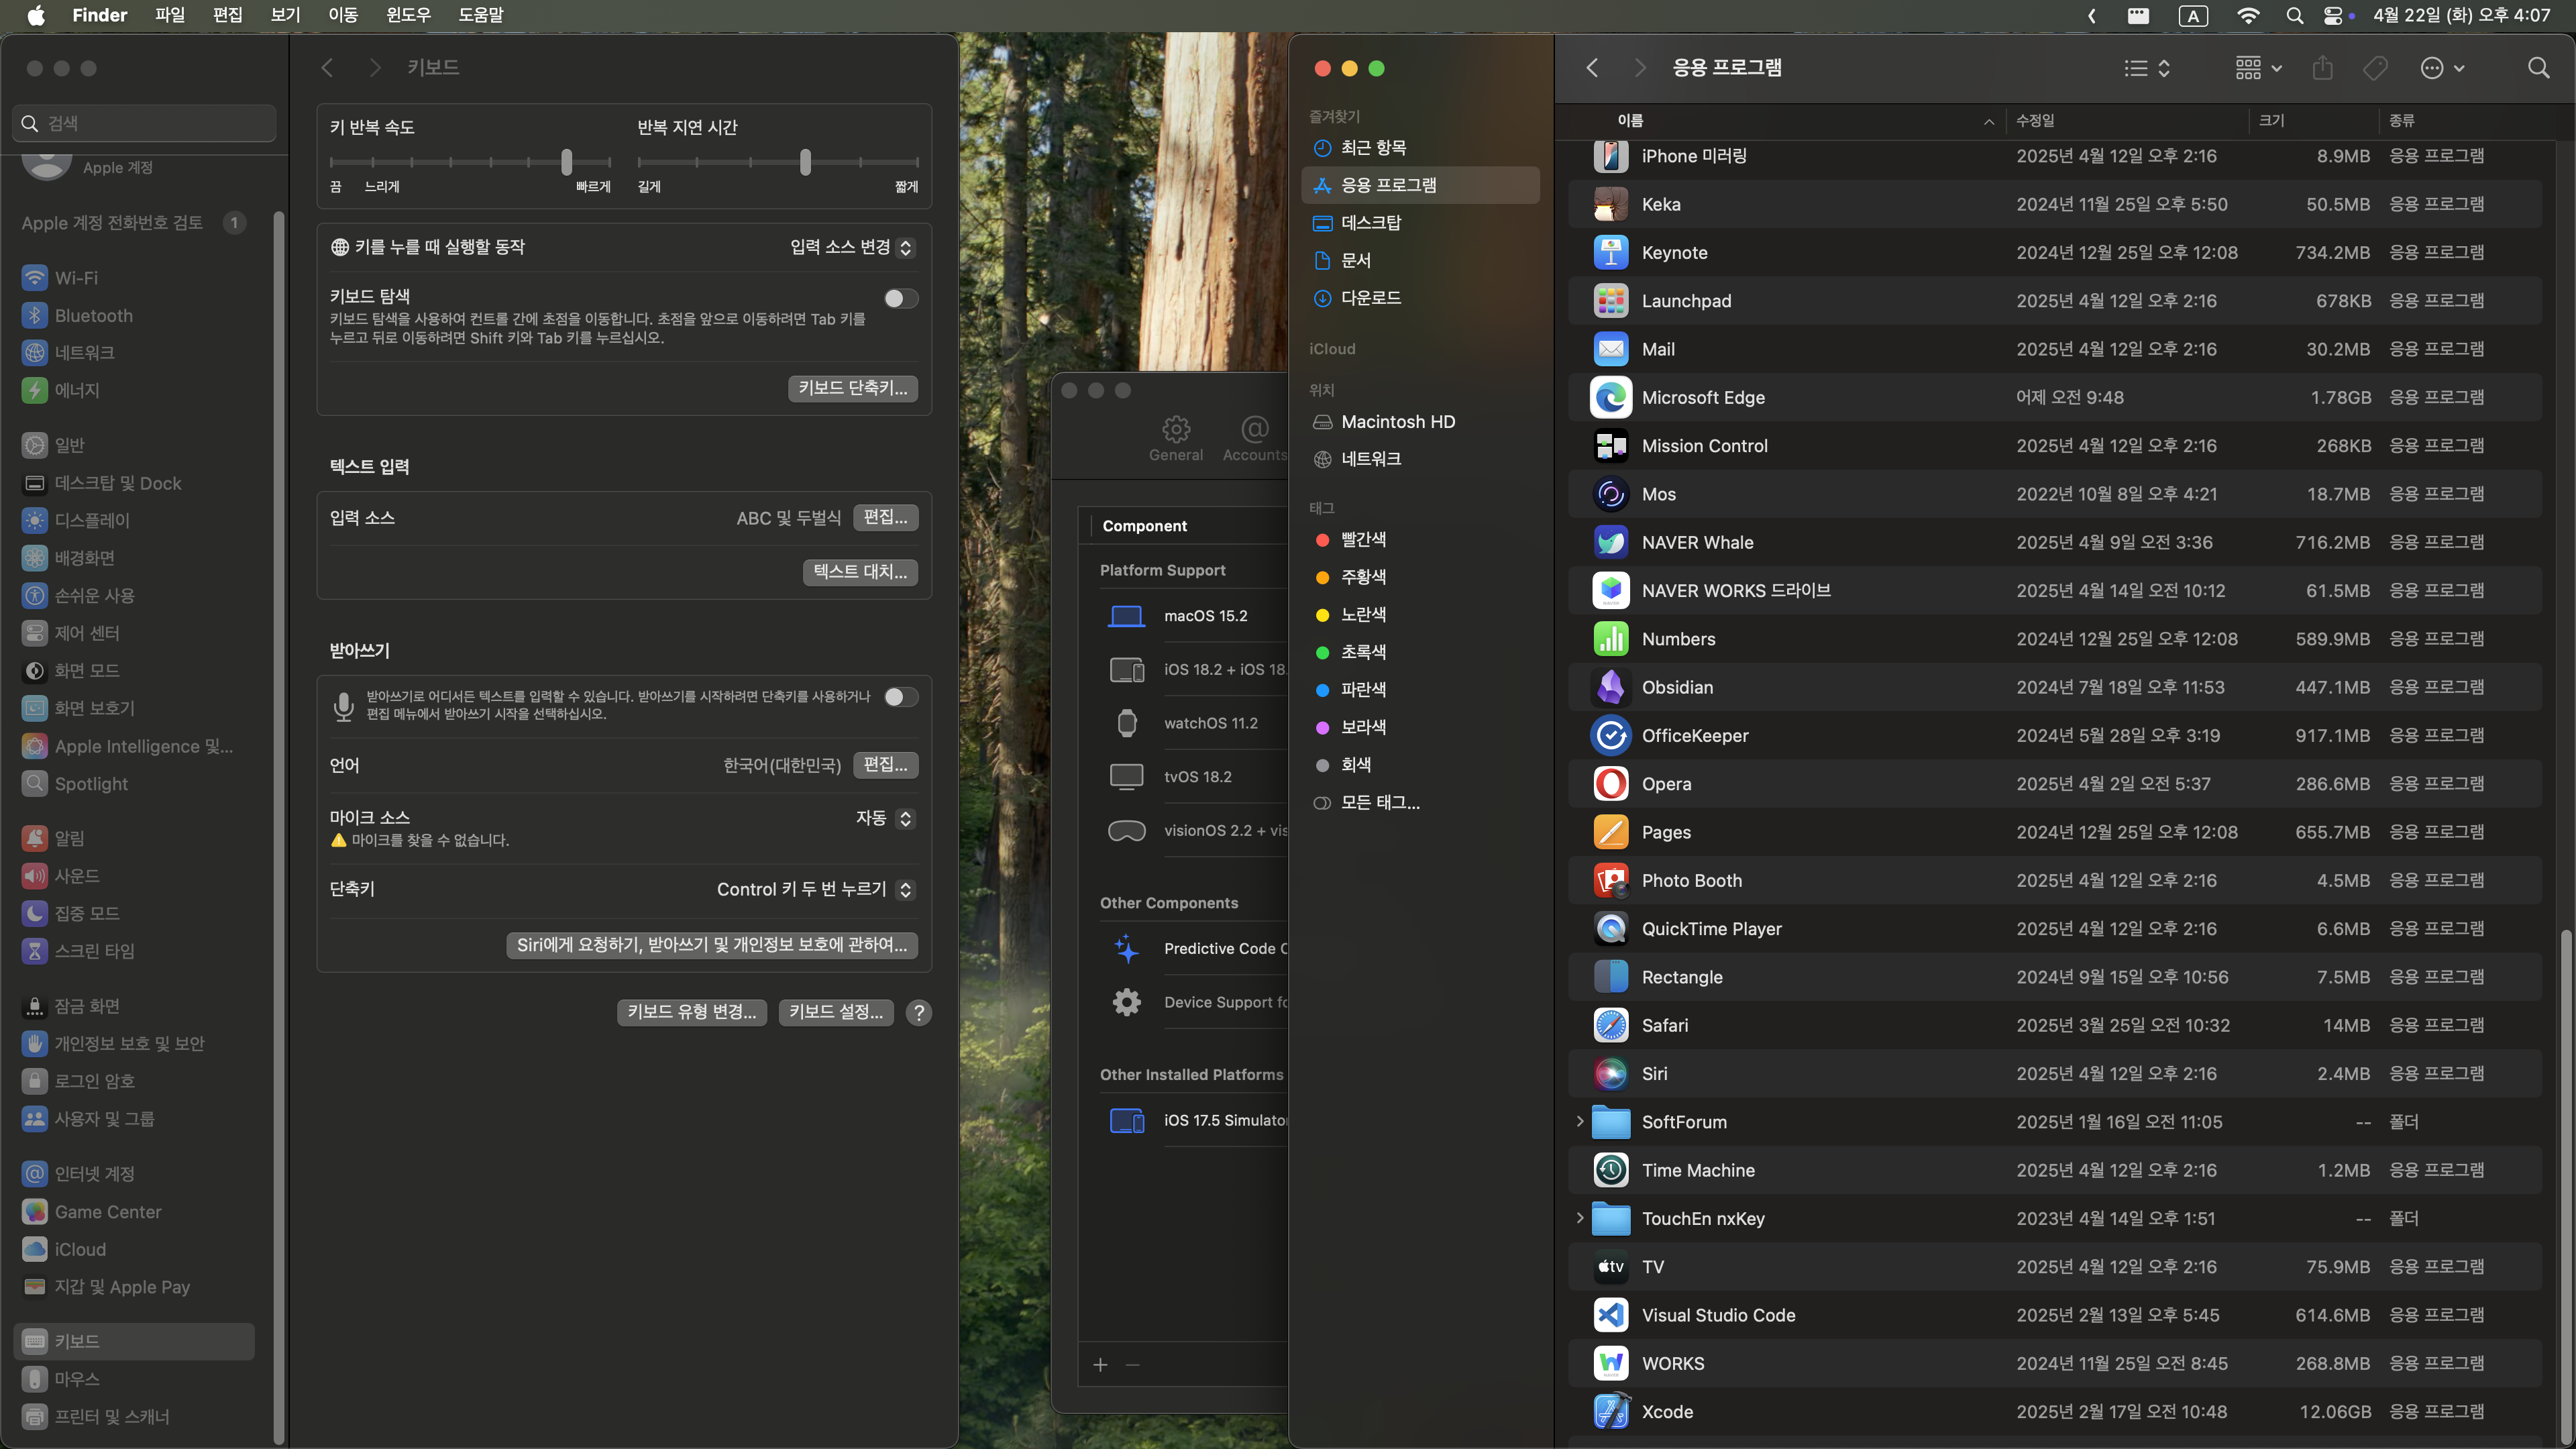 Finder 파일 편집 보기 이동 윈도우 도움말
A 4월 22일 (화) 오후 4:07
검색
Apple 계정
Apple 계정 전화번호 검토 1
Wi-Fi
Bluetooth
네트워크
에너지
일반
데스크탑 및 Dock
디스플레이
배경화면
손쉬운 사용
제어 센터
화면 모드
화면 보호기
Apple Intelligence 및...
Spotlight
알림
사운드
집중 모드
스크린 타임
잠금 화면
개인정보 보호 및 보안
로그인 암호
사용자 및 그룹
인터넷 계정
Game Center
iCloud
지갑 및 Apple Pay
키보드
마우스
프린터 및 스캐너
키보드
키 반복 속도 반복 지연 시간
끔 느리게 빠르게 길게 짧게
키를 누를 때 실행할 동작 입력 소스 변경
키보드 탐색
키보드 탐색을 사용하여 컨트롤 간에 초점을 이동합니다. 초점을 앞으로 이동하려면 Tab 키를
누르고 뒤로 이동하려면 Shift 키와 Tab 키를 누르십시오.
키보드 단축키...
텍스트 입력
입력 소스 ABC 및 두벌식 편집...
텍스트 대치...
받아쓰기
받아쓰기로 어디서든 텍스트를 입력할 수 있습니다. 받아쓰기를 시작하려면 단축키를 사용하거나
편집 메뉴에서 받아쓰기 시작을 선택하십시오.
언어 한국어(대한민국) 편집...
마이크 소스 자동
마이크를 찾을 수 없습니다.
단축키 Control 키 두 번 누르기
Siri에게 요청하기, 받아쓰기 및 개인정보 보호에 관하여...
키보드 유형 변경... 키보드 설정... ?
General Accounts
Component
Platform Support
macOS 15.2
iOS 18.2 + iOS 18.
watchOS 11.2
tvOS 18.2
visionOS 2.2 + vis
Other Components
Predictive Code C
Device Support fo
Other Installed Platforms
iOS 17.5 Simulato
즐겨찾기
최근 항목
응용 프로그램
데스크탑
문서
다운로드
iCloud
위치
Macintosh HD
네트워크
태그
빨간색
주황색
노란색
초록색
파란색
보라색
회색
모든 태그...
응용 프로그램
이름 수정일 크기 종류
iPhone 미러링 2025년 4월 12일 오후 2:16 8.9MB 응용 프로그램
Keka 2024년 11월 25일 오후 5:50 50.5MB 응용 프로그램
Keynote 2024년 12월 25일 오후 12:08 734.2MB 응용 프로그램
Launchpad 2025년 4월 12일 오후 2:16 678KB 응용 프로그램
Mail 2025년 4월 12일 오후 2:16 30.2MB 응용 프로그램
Microsoft Edge 어제 오전 9:48 1.78GB 응용 프로그램
Mission Control 2025년 4월 12일 오후 2:16 268KB 응용 프로그램
Mos 2022년 10월 8일 오후 4:21 18.7MB 응용 프로그램
NAVER Whale 2025년 4월 9일 오전 3:36 716.2MB 응용 프로그램
NAVER WORKS 드라이브 2025년 4월 14일 오전 10:12 61.5MB 응용 프로그램
Numbers 2024년 12월 25일 오후 12:08 589.9MB 응용 프로그램
Obsidian 2024년 7월 18일 오후 11:53 447.1MB 응용 프로그램
OfficeKeeper 2024년 5월 28일 오후 3:19 917.1MB 응용 프로그램
Opera 2025년 4월 2일 오전 5:37 286.6MB 응용 프로그램
Pages 2024년 12월 25일 오후 12:08 655.7MB 응용 프로그램
Photo Booth 2025년 4월 12일 오후 2:16 4.5MB 응용 프로그램
QuickTime Player 2025년 4월 12일 오후 2:16 6.6MB 응용 프로그램
Rectangle 2024년 9월 15일 오후 10:56 7.5MB 응용 프로그램
Safari 2025년 3월 25일 오전 10:32 14MB 응용 프로그램
Siri 2025년 4월 12일 오후 2:16 2.4MB 응용 프로그램
SoftForum 2025년 1월 16일 오전 11:05 -- 폴더
Time Machine 2025년 4월 12일 오후 2:16 1.2MB 응용 프로그램
TouchEn nxKey 2023년 4월 14일 오후 1:51 -- 폴더
tv TV 2025년 4월 12일 오후 2:16 75.9MB 응용 프로그램
Visual Studio Code 2025년 2월 13일 오후 5:45 614.6MB 응용 프로그램
WORKS 2024년 11월 25일 오전 8:45 268.8MB 응용 프로그램
Xcode 2025년 2월 17일 오전 10:48 12.06GB 응용 프로그램